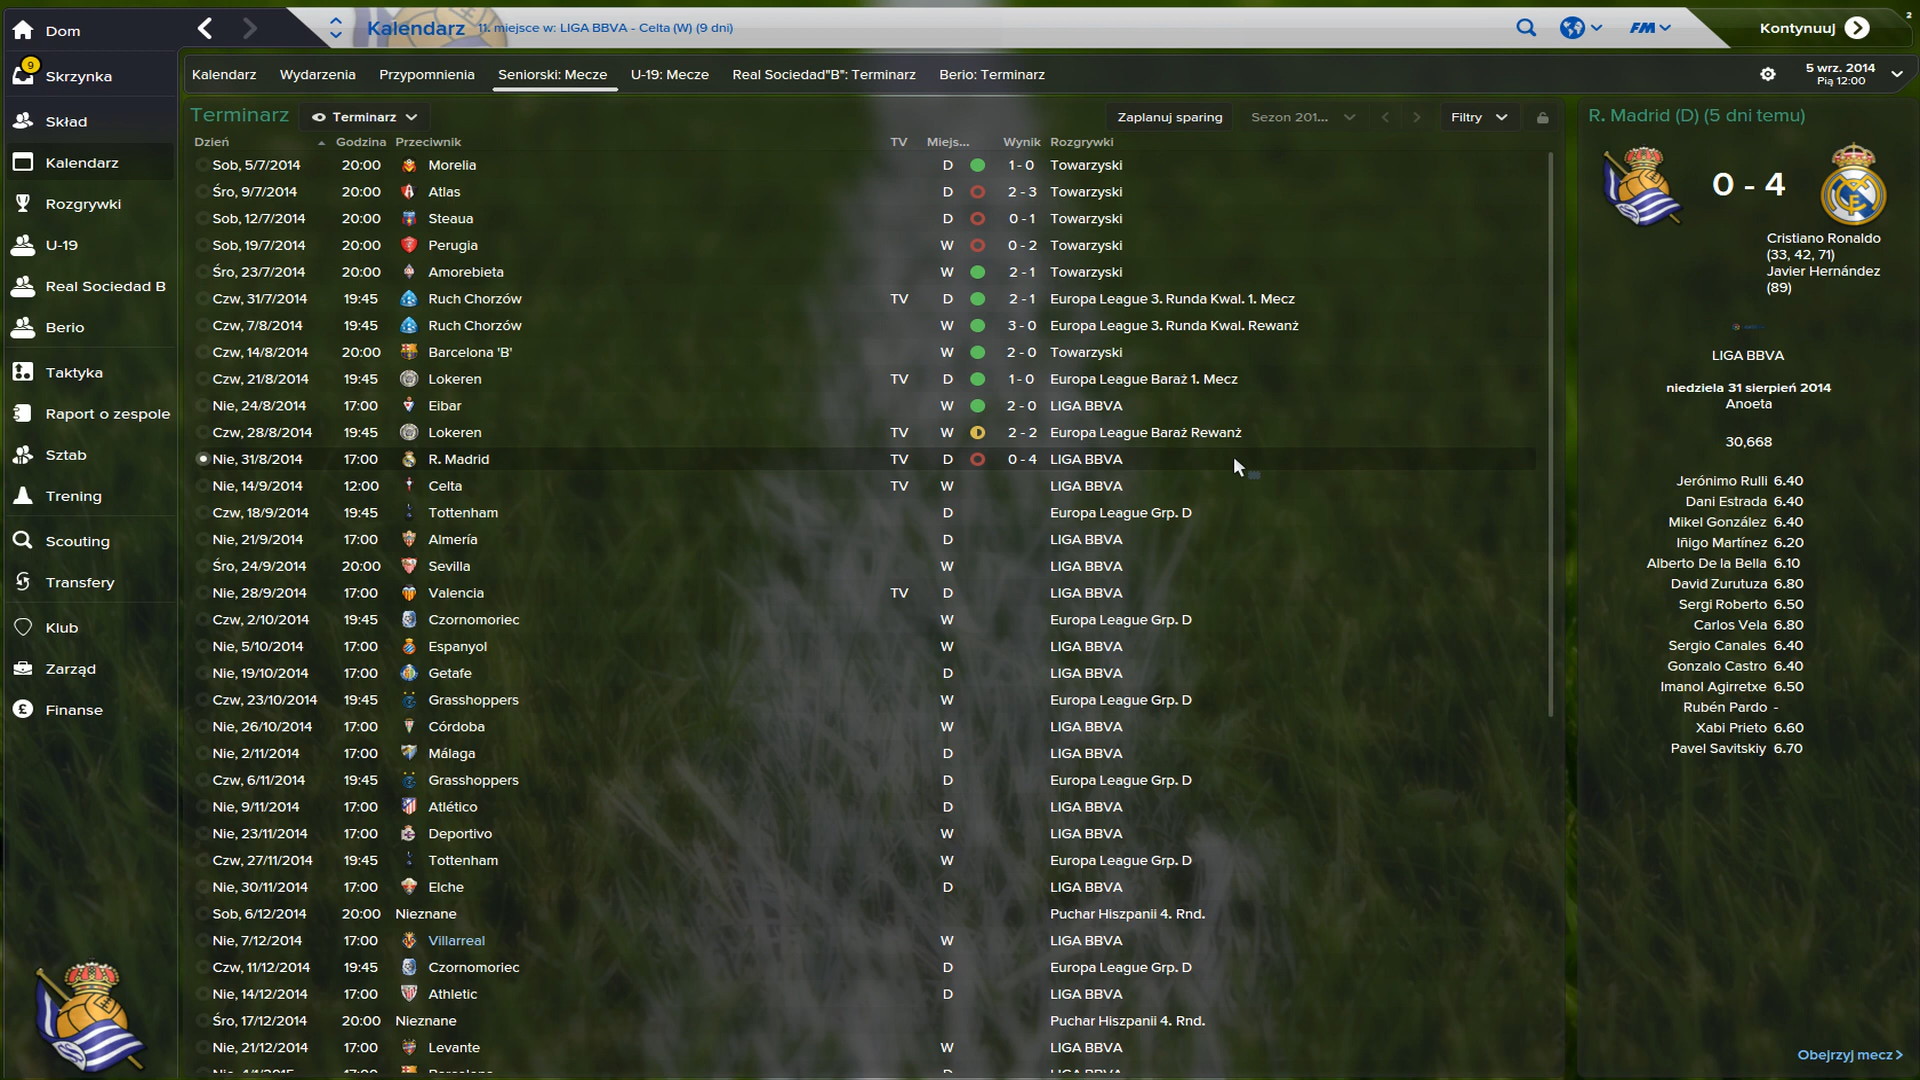 Dom
9
Skrzynka
Skład
Kalendarz
Rozgrywki
U-19
Real Sociedad B
Berio
Taktyka
Raport o zespole
Sztab
Trening
Scouting
Transfery
Klub
Zarząd
Finanse
Kalendarz 11. miejsce w: LIGA BBVA - Celta (W) (9 dni)
FM
Kontynuuj
2
Kalendarz Wydarzenia Przypomnienia Seniorski: Mecze U-19: Mecze Real Sociedad"B": Terminarz Berio: Terminarz
5 wrz. 2014
Pią 12:00
Terminarz Terminarz Zaplanuj sparing Sezon 201... Filtry
Dzień Godzina Przeciwnik TV Miejs... Wynik Rozgrywki
Sob, 5/7/2014 20:00 Morelia D 1 - 0 Towarzyski
Śro, 9/7/2014 20:00 Atlas D 2 - 3 Towarzyski
Sob, 12/7/2014 20:00 Steaua D 0 - 1 Towarzyski
Sob, 19/7/2014 20:00 Perugia W 0 - 2 Towarzyski
Śro, 23/7/2014 20:00 Amorebieta W 2 - 1 Towarzyski
Czw, 31/7/2014 19:45 Ruch Chorzów TV D 2 - 1 Europa League 3. Runda Kwal. 1. Mecz
Czw, 7/8/2014 19:45 Ruch Chorzów W 3 - 0 Europa League 3. Runda Kwal. Rewanż
Czw, 14/8/2014 20:00 Barcelona 'B' W 2 - 0 Towarzyski
Czw, 21/8/2014 19:45 Lokeren TV D 1 - 0 Europa League Baraż 1. Mecz
Nie, 24/8/2014 17:00 Eibar W 2 - 0 LIGA BBVA
Czw, 28/8/2014 19:45 Lokeren TV W 2 - 2 Europa League Baraż Rewanż
Nie, 31/8/2014 17:00 R. Madrid TV D 0 - 4 LIGA BBVA
Nie, 14/9/2014 12:00 Celta TV W LIGA BBVA
Czw, 18/9/2014 19:45 Tottenham D Europa League Grp. D
Nie, 21/9/2014 17:00 Almería D LIGA BBVA
Śro, 24/9/2014 20:00 Sevilla W LIGA BBVA
Nie, 28/9/2014 17:00 Valencia TV D LIGA BBVA
Czw, 2/10/2014 19:45 Czornomoriec W Europa League Grp. D
Nie, 5/10/2014 17:00 Espanyol W LIGA BBVA
Nie, 19/10/2014 17:00 Getafe D LIGA BBVA
Czw, 23/10/2014 19:45 Grasshoppers W Europa League Grp. D
Nie, 26/10/2014 17:00 Córdoba W LIGA BBVA
Nie, 2/11/2014 17:00 Málaga D LIGA BBVA
Czw, 6/11/2014 19:45 Grasshoppers D Europa League Grp. D
Nie, 9/11/2014 17:00 Atlético D LIGA BBVA
Nie, 23/11/2014 17:00 Deportivo W LIGA BBVA
Czw, 27/11/2014 19:45 Tottenham W Europa League Grp. D
Nie, 30/11/2014 17:00 Elche D LIGA BBVA
Sob, 6/12/2014 20:00 Nieznane Puchar Hiszpanii 4. Rnd.
Nie, 7/12/2014 17:00 Villarreal W LIGA BBVA
Czw, 11/12/2014 19:45 Czornomoriec D Europa League Grp. D
Nie, 14/12/2014 17:00 Athletic D LIGA BBVA
Śro, 17/12/2014 20:00 Nieznane Puchar Hiszpanii 4. Rnd.
Nie, 21/12/2014 17:00 Levante W LIGA BBVA
R. Madrid (D) (5 dni temu)
0 - 4
Cristiano Ronaldo
(33, 42, 71)
Javier Hernández
(89)
LIGA BBVA
niedziela 31 sierpień 2014
Anoeta
30,668
Jerónimo Rulli 6.40
Dani Estrada 6.40
Mikel González 6.40
Iñigo Martínez 6.20
Alberto De la Bella 6.10
David Zurutuza 6.80
Sergi Roberto 6.50
Carlos Vela 6.80
Sergio Canales 6.40
Gonzalo Castro 6.40
Imanol Agirretxe 6.50
Rubén Pardo -
Xabi Prieto 6.60
Pavel Savitskiy 6.70
Obejrzyj mecz >